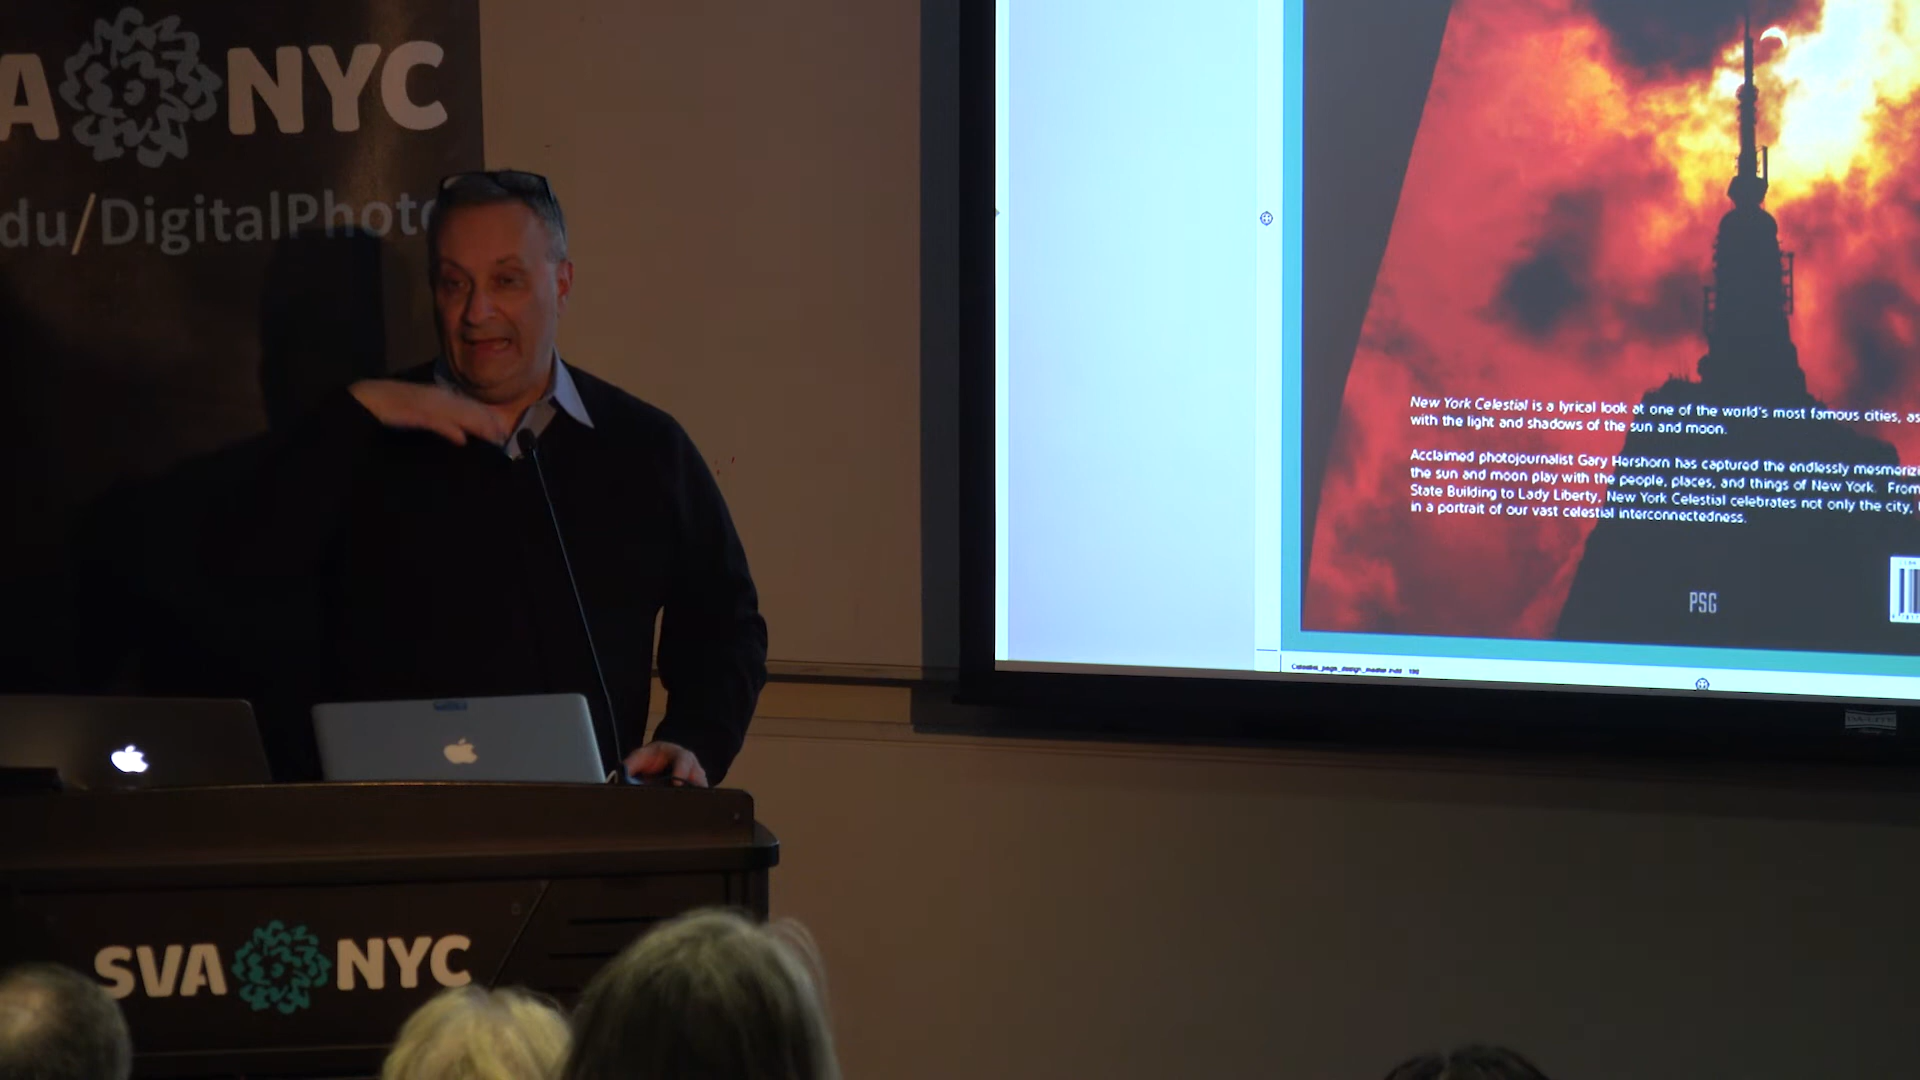 A NYC
du/DigitalPhoto
New York Celestial is a lyrical look at one of the world's most famous cities, as
with the light and shadows of the sun and moon.
Acclaimed photojournalist Gary Hershorn has captured the endlessly mesmerizi
the sun and moon play with the people, places, and things of New York. From
State Building to Lady Liberty, New York Celestial celebrates not only the city,
in a portrait of our vast celestial interconnectedness.
PSG
SVA NYC